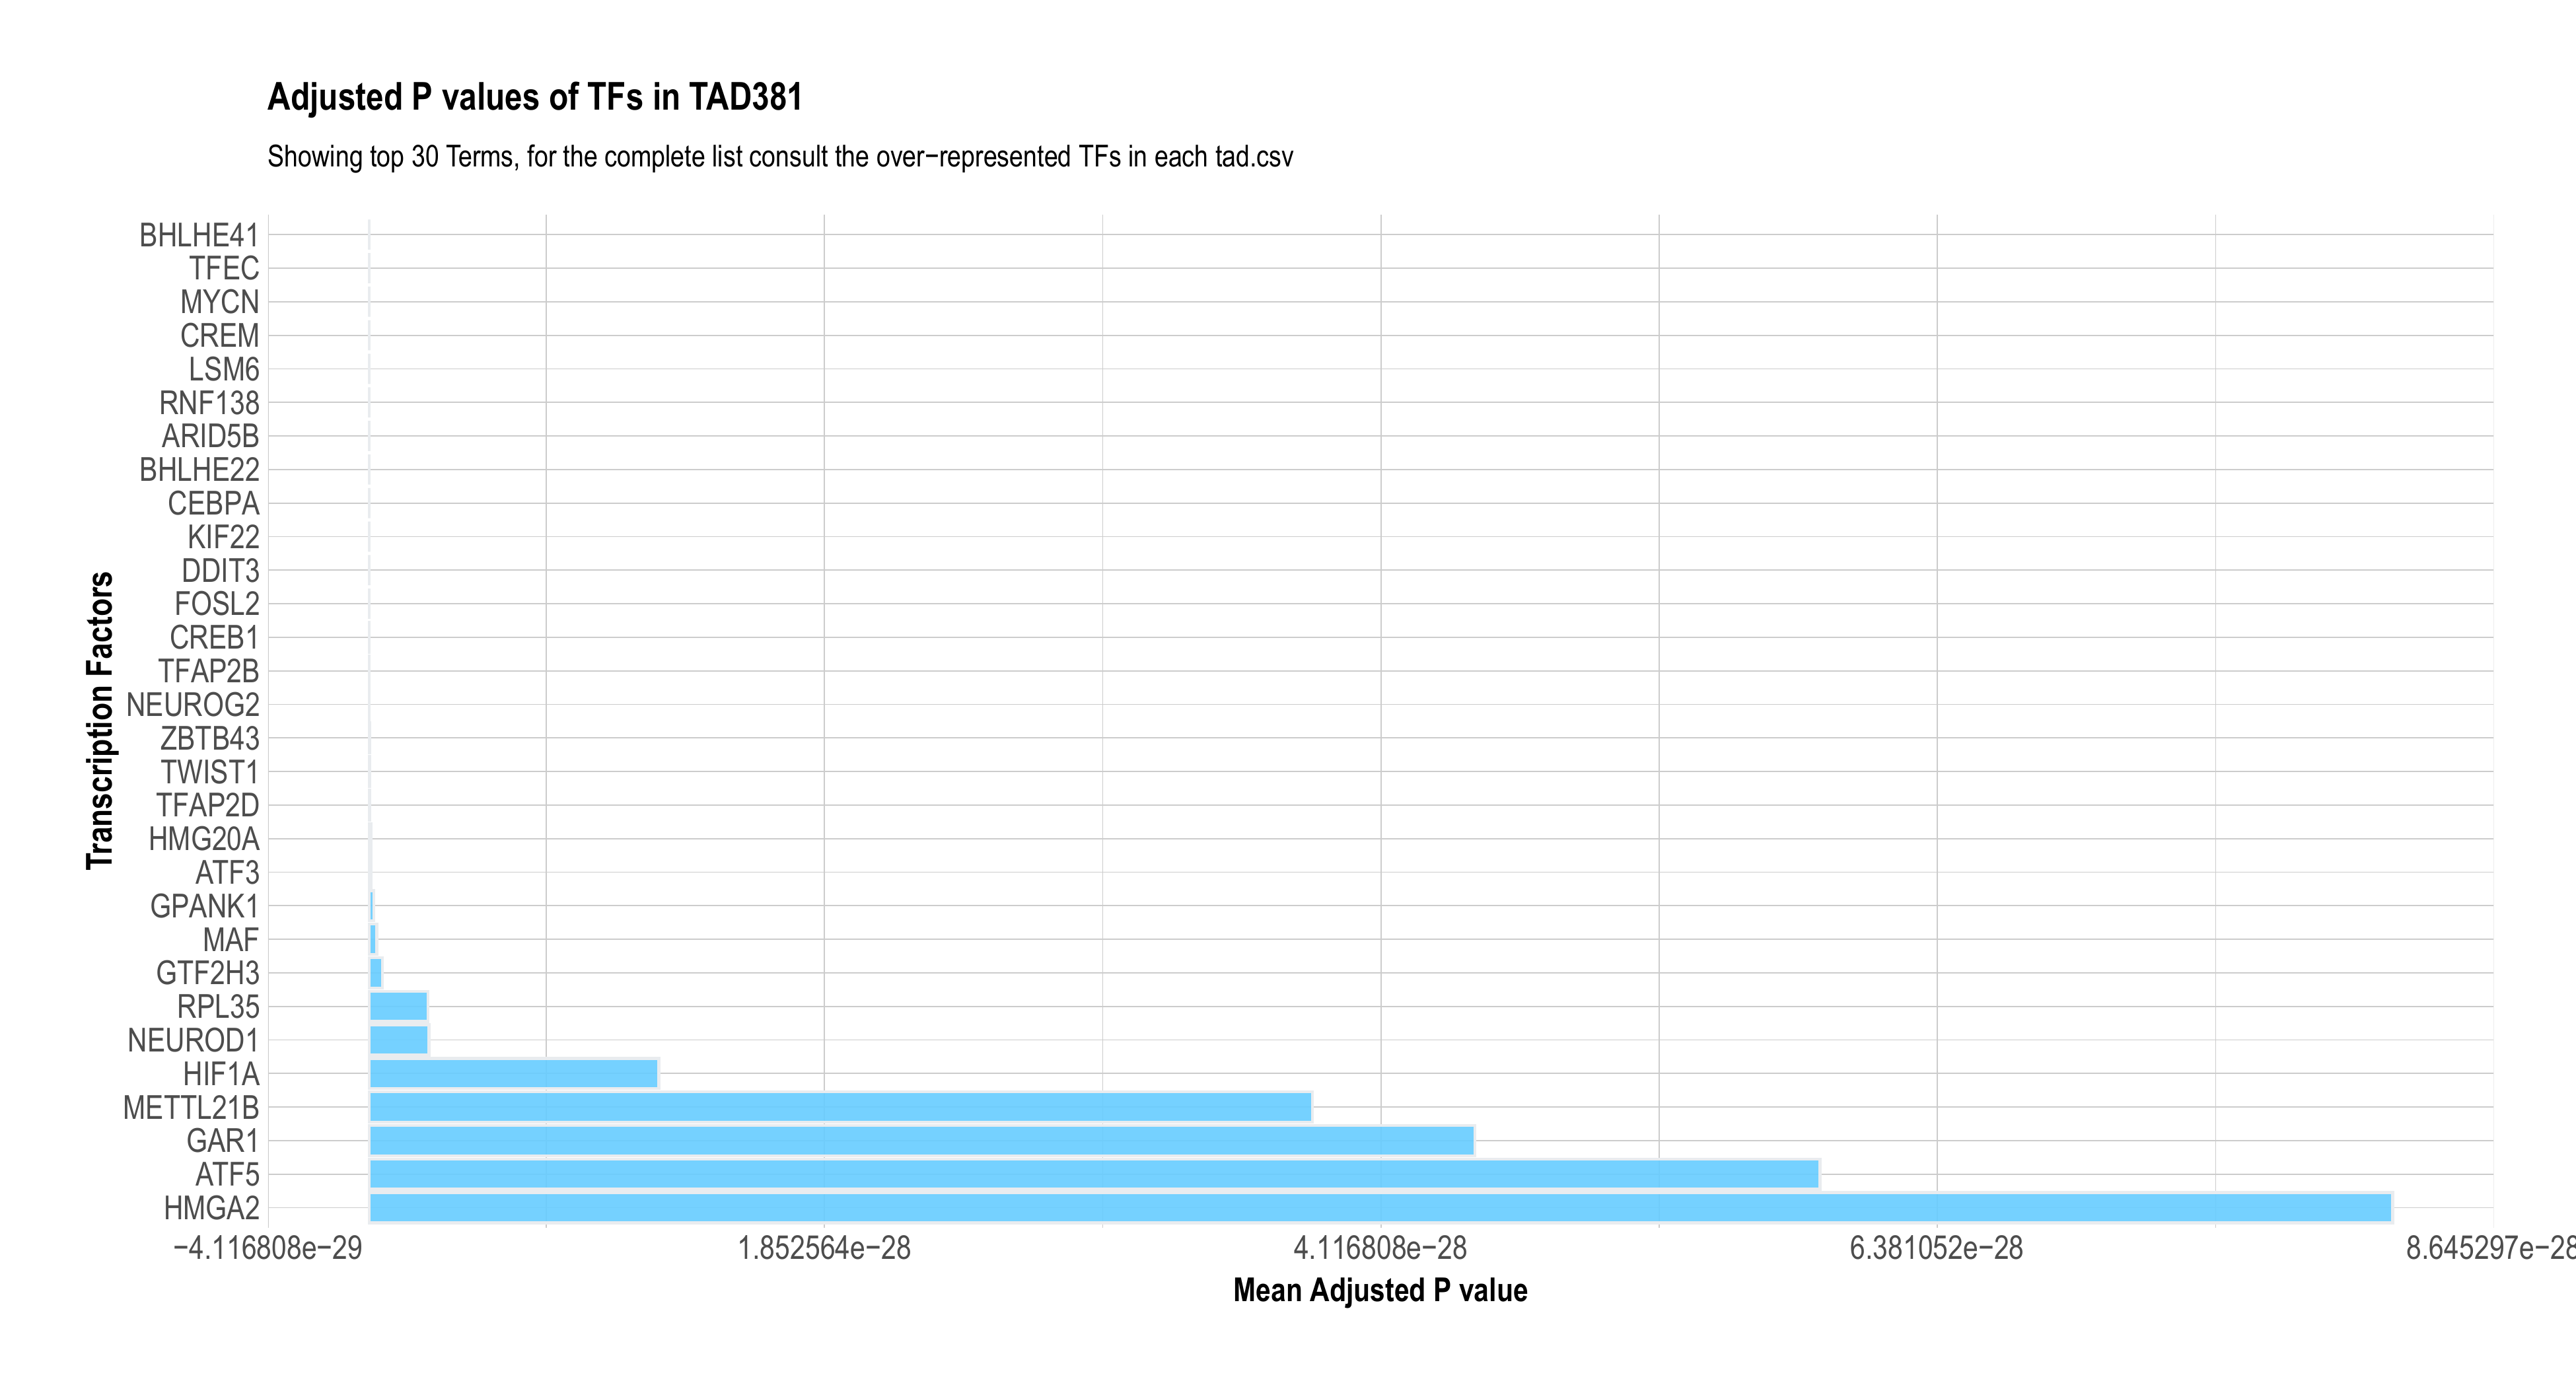 Adjusted P values of TFs in TAD381
Showing top 30 Terms, for the complete list consult the over−represented TFs in each tad.csv
Transcription Factors
BHLHE41
TFEC
MYCN
CREM
LSM6
RNF138
ARID5B
BHLHE22
CEBPA
KIF22
DDIT3
FOSL2
CREB1
TFAP2B
NEUROG2
ZBTB43
TWIST1
TFAP2D
HMG20A
ATF3
GPANK1
MAF
GTF2H3
RPL35
NEUROD1
HIF1A
METTL21B
GAR1
ATF5
HMGA2
−4.116808e−29 1.852564e−28 4.116808e−28 6.381052e−28 8.645297e−28
Mean Adjusted P value